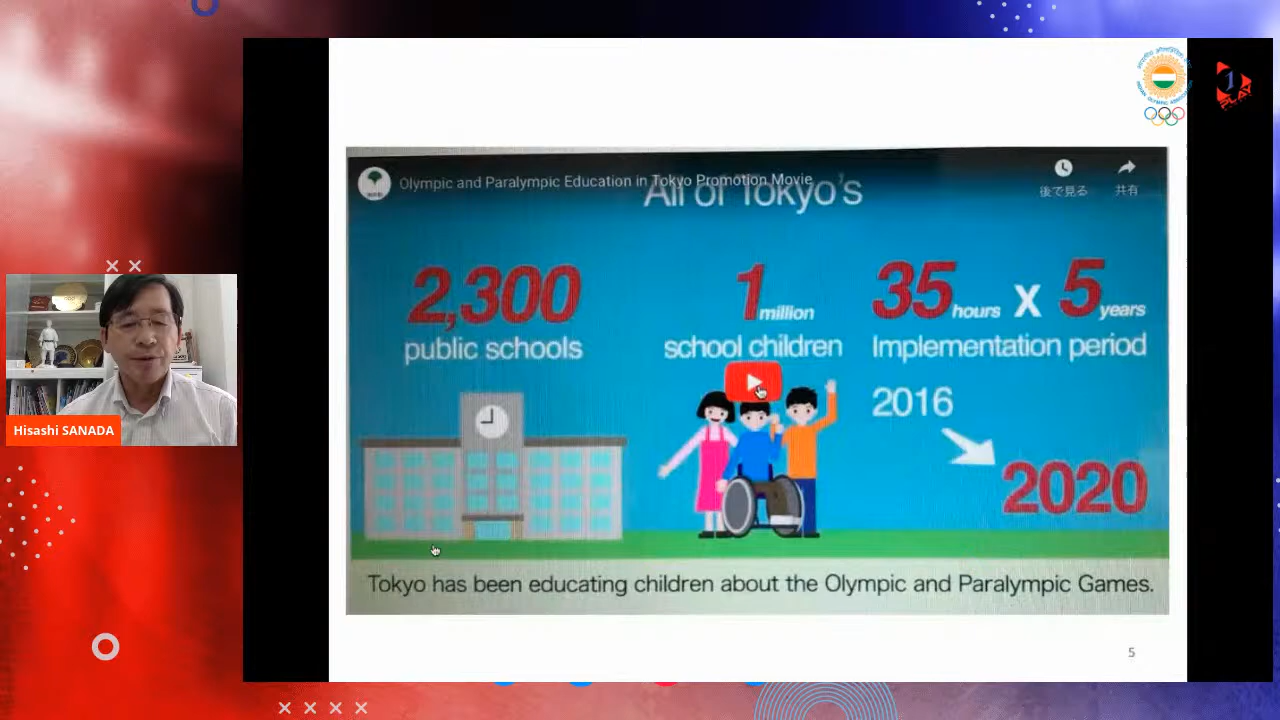 Olympic and Paralympic Education in Tokyo Promotion Movie
後で見る
共有
All of Tokyo's
2,300
public schools
1 million
school children
35 hours X 5 years
Implementation period
2016
2020
Tokyo has been educating children about the Olympic and Paralympic Games.
5
Hisashi SANADA
1
PLAY